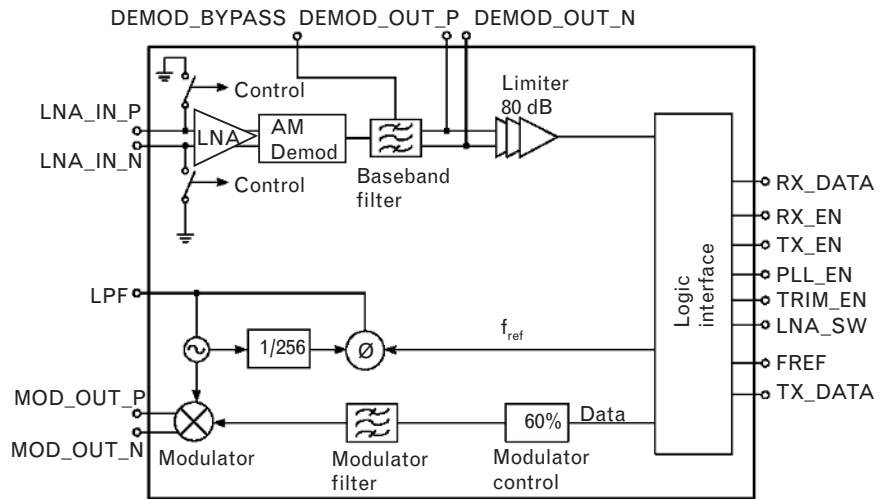 DEMOD_BYPASS DEMOD_OUT_P DEMOD_OUT_N
Control
Limiter
80 dB
LNA_IN_P
LNA
AM
Demod
LNA_IN_N
Control
Baseband
filter
RX_DATA
RX_EN
TX_EN
PLL_EN
TRIM_EN
LNA_SW
FREF
TX_DATA
Logic
interface
LPF
fref
1/256
Ø
MOD_OUT_P
MOD_OUT_N
Modulator
Modulator
filter
60%
Data
Modulator
control